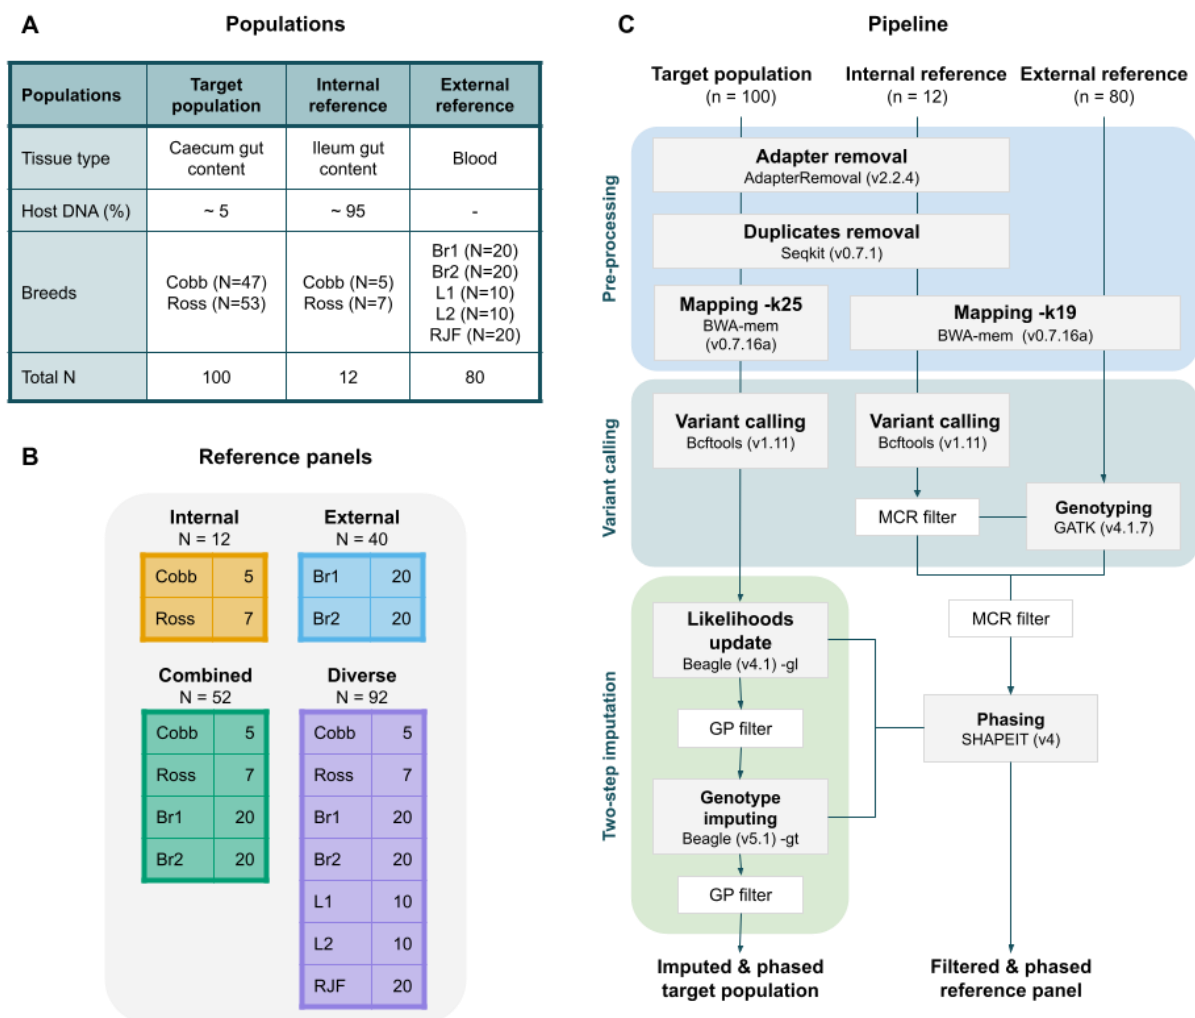 A
Populations
Populations
Target
population
Internal
reference
External
reference
Tissue type
Caecum gut
content
Ileum gut
content
Blood
Host DNA (%)
~ 5
~ 95
-
Breeds
Cobb (N=47)
Ross (N=53)
Cobb (N=5)
Ross (N=7)
Br1 (N=20)
Br2 (N=20)
L1 (N=10)
L2 (N=10)
RJF (N=20)
Total N
100
12
80
B
Reference panels
Internal
N = 12
Cobb 5
Ross 7
External
N = 40
Br1 20
Br2 20
Combined
N = 52
Cobb 5
Ross 7
Br1 20
Br2 20
Diverse
N = 92
Cobb 5
Ross 7
Br1 20
Br2 20
L1 10
L2 10
RJF 20
C
Pipeline
Target population
(n = 100)
Internal reference
(n = 12)
External reference
(n = 80)
Pre-processing
Adapter removal
AdapterRemoval (v2.2.4)
Duplicates removal
Seqkit (v0.7.1)
Mapping -k25
BWA-mem
(v0.7.16a)
Mapping -k19
BWA-mem (v0.7.16a)
Variant calling
Variant calling
Bcftools (v1.11)
Variant calling
Bcftools (v1.11)
MCR filter
Genotyping
GATK (v4.1.7)
MCR filter
Two-step imputation
Likelihoods
update
Beagle (v4.1) -gl
GP filter
Genotype
imputing
Beagle (v5.1) -gt
GP filter
Phasing
SHAPEIT (v4)
Imputed & phased
target population
Filtered & phased
reference panel